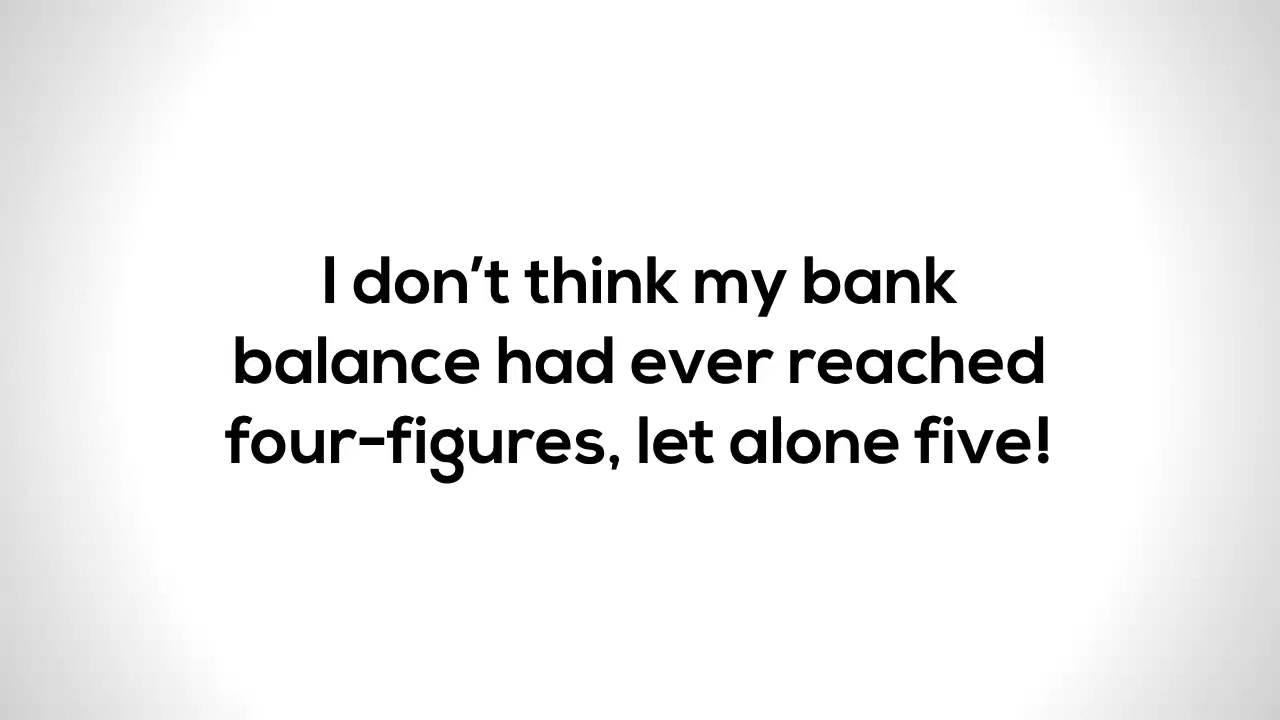 I don’t think my bank
balance had ever reached
four-figures, let alone five!